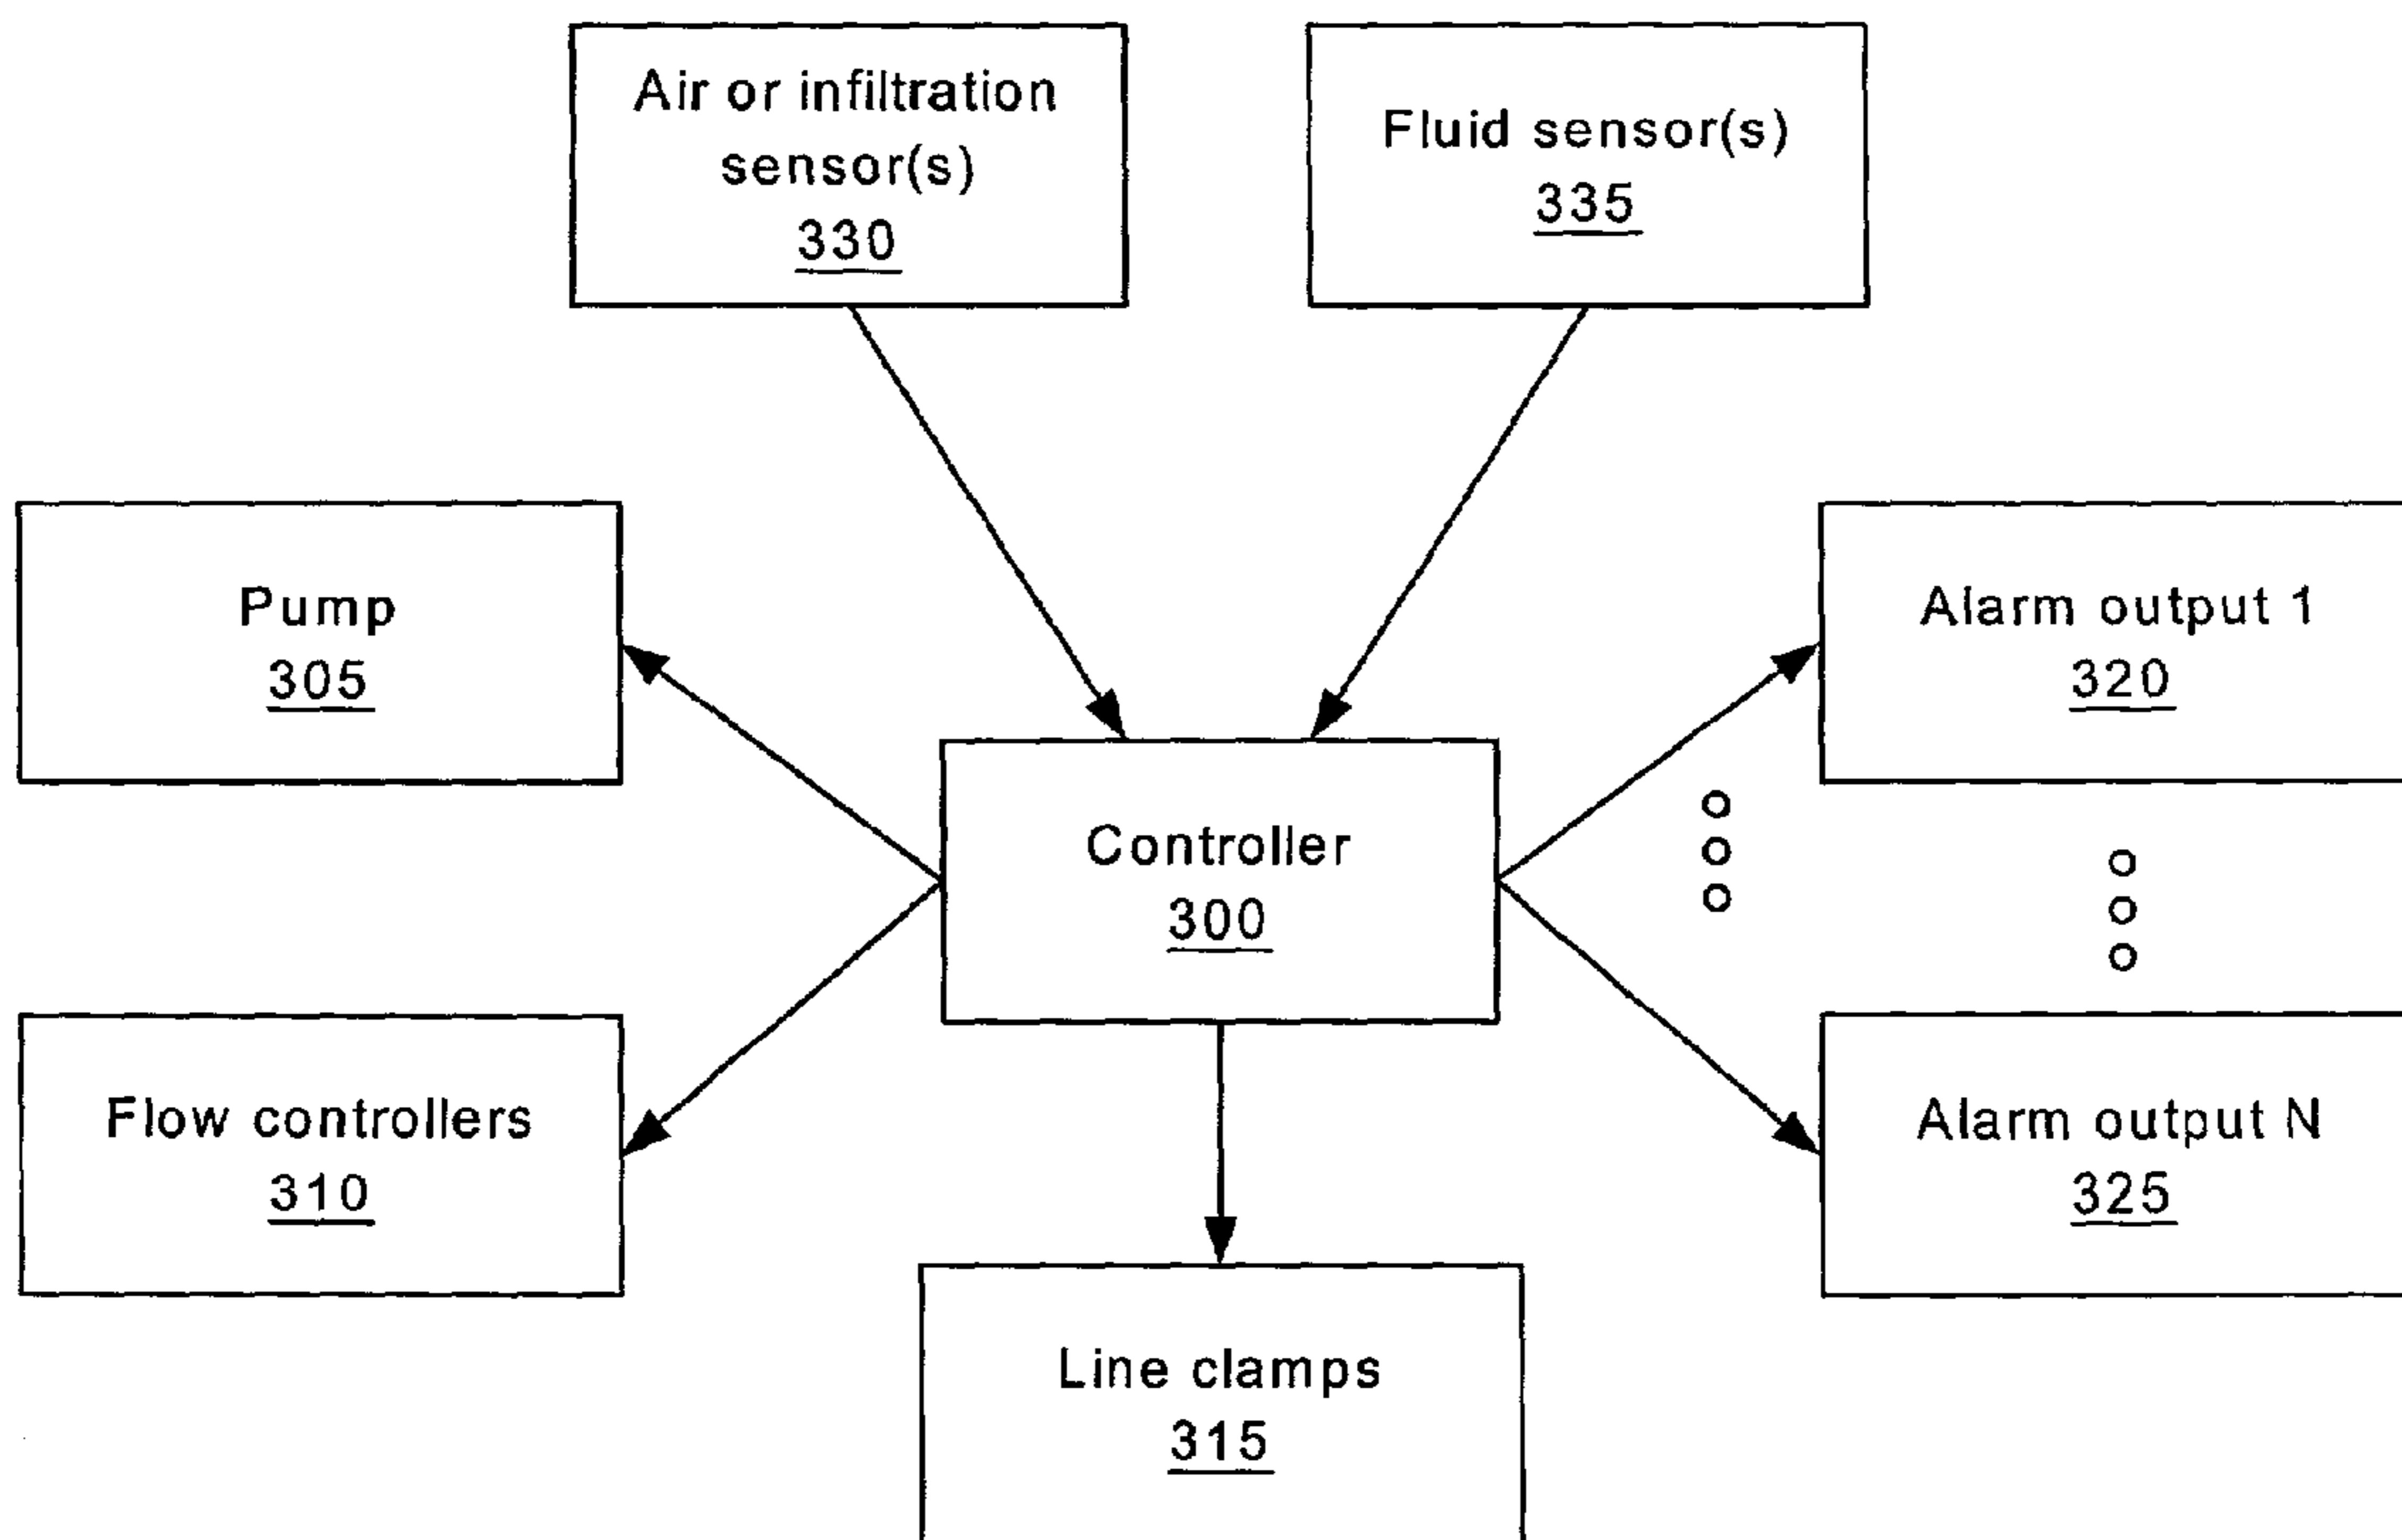 Air or infiltration
sensor(s)
330
Fluid sensor(s)
335
Pump
305
Alarm output 1
320
Controller
300
Flow controllers
310
Alarm output N
325
Line clamps
315